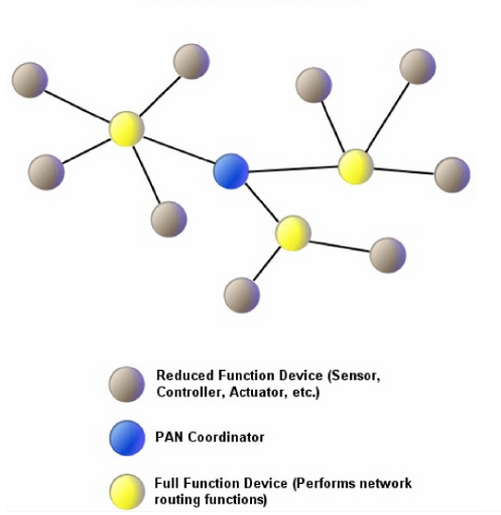 Reduced Function Device (Sensor,
Controller, Actuator, etc.)
PAN Coordinator
Full Function Device (Performs network
routing functions)